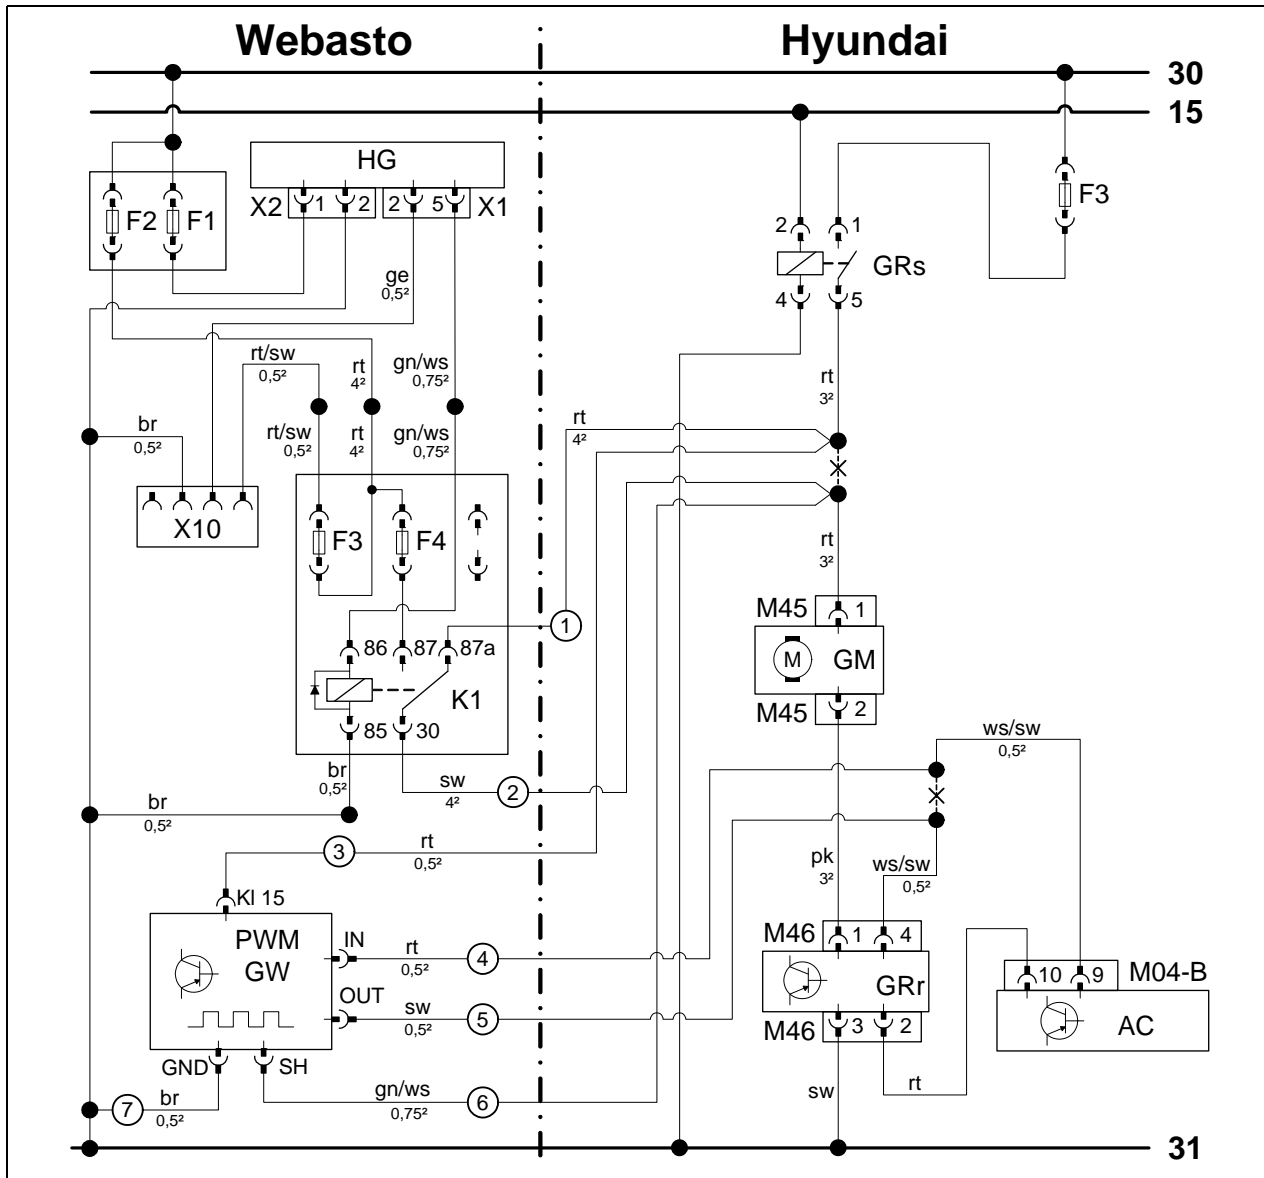 Webasto
Hyundai
30
15
HG
X2
1
2
2
5
X1
F2
F1
F3
2
1
GRs
4
5
ge
0,5²
rt/sw
0,5²
rt
4²
gn/ws
0,75²
rt
3²
br
0,5²
rt/sw
0,5²
rt
4²
gn/ws
0,75²
rt
4²
X10
F3
F4
rt
3²
M45
1
1
M
GM
86
87
87a
K1
M45
2
85
30
ws/sw
0,5²
br
0,5²
sw
4²
2
br
0,5²
3
rt
0,5²
pk
3²
ws/sw
0,5²
Kl 15
PWM
GW
IN
rt
0,5²
4
M46
1
4
GRr
10
9
M04-B
AC
OUT
sw
0,5²
5
M46
3
2
GND
SH
gn/ws
0,75²
6
sw
rt
7
br
0,5²
31